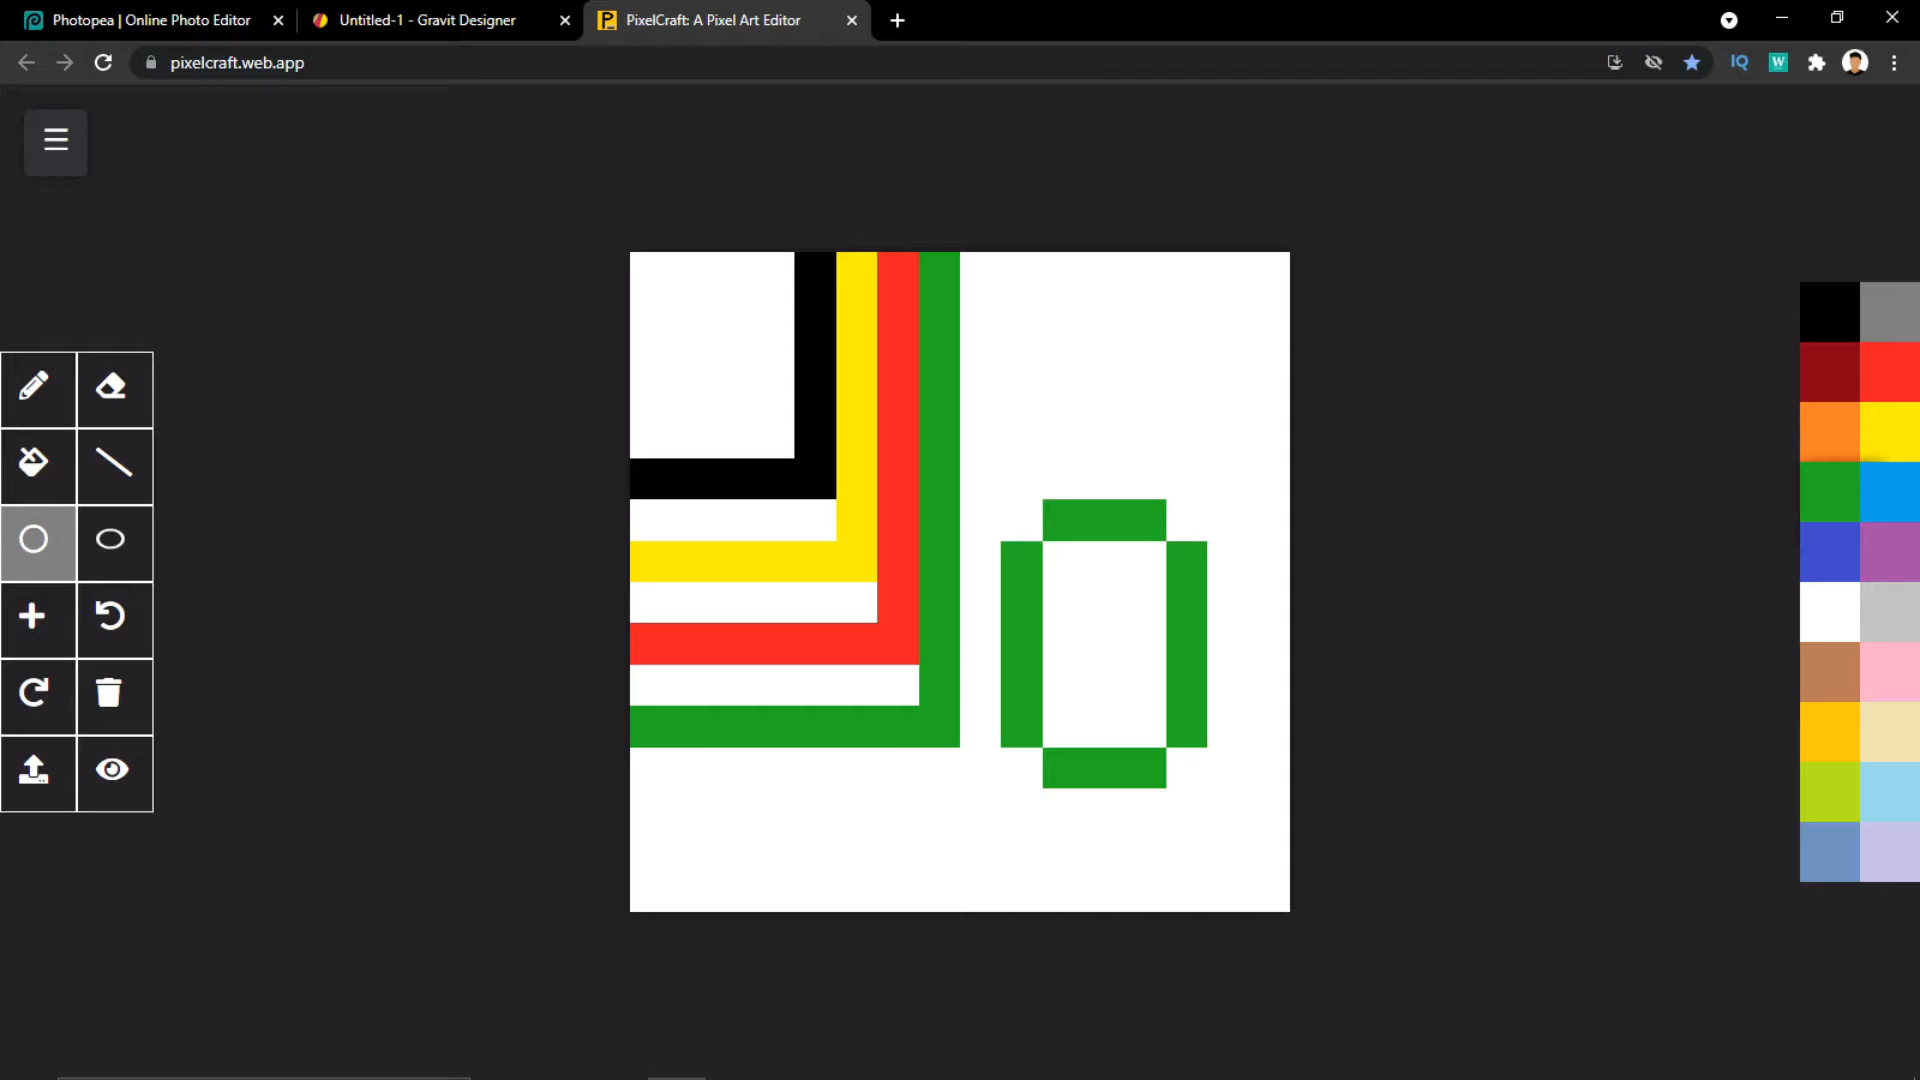 Photopea | Online Photo Editor
Untitled-1 - Gravit Designer
PixelCraft: A Pixel Art Editor
pixelcraft.web.app
IQ
W